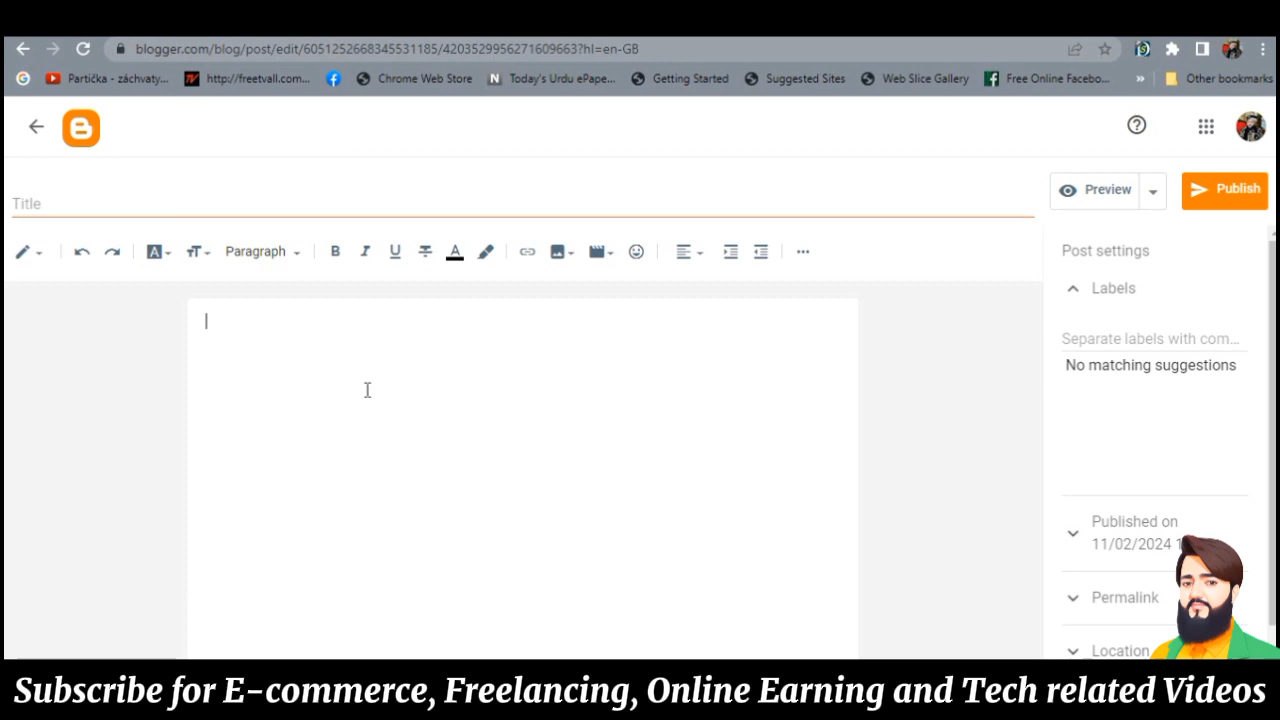 blogger.com/blog/post/edit/6051252668345531185/4203529956271609663?hl=en-GB
Partička - záchvaty... http://freetvall.com... Chrome Web Store Today's Urdu ePape... Getting Started Suggested Sites Web Slice Gallery Free Online Facebo... » Other bookmarks
Title
Preview
Publish
Paragraph
B I U A
Post settings
Labels
Separate labels with com...
No matching suggestions
Published on
11/02/2024
Permalink
Location
Subscribe for E-commerce, Freelancing, Online Earning and Tech related Videos